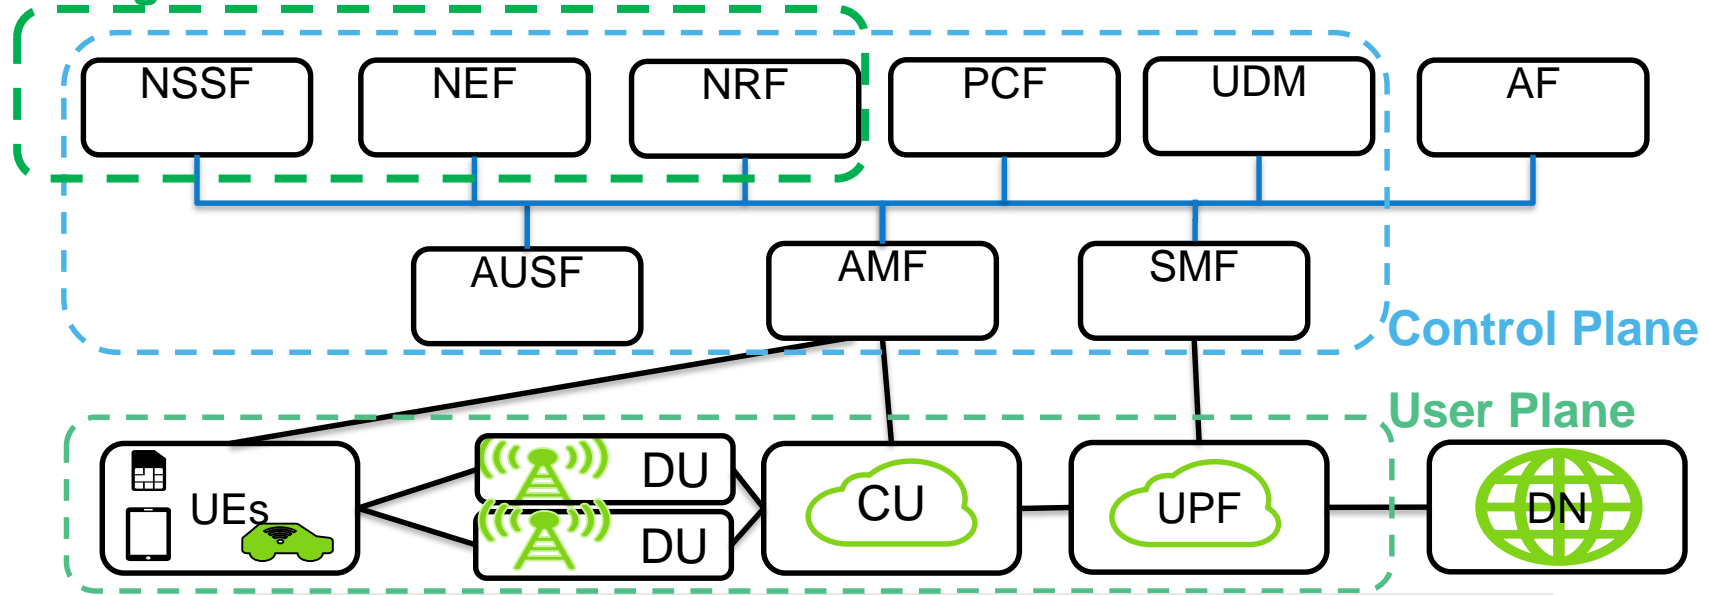 NSSF NEF NRF PCF UDM AF
AUSF AMF SMF
Control Plane
User Plane
UEs DU CU UPF DN
DU